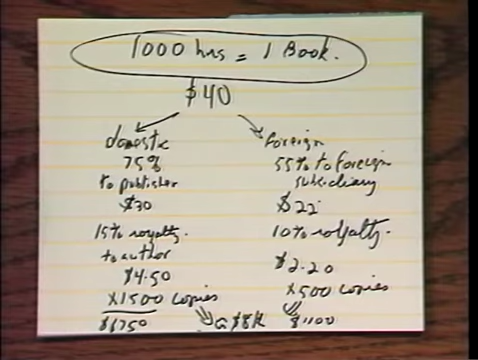 1000 hrs = 1 Book.
$40
domestic
75%
to publisher
$30
15% royalty
to author
$4.50
x1500 copies
$6750
foreign
55% to foreign
subsidiary
$22
10% royalty
$2.20
x500 copies
$1100
@ $8K